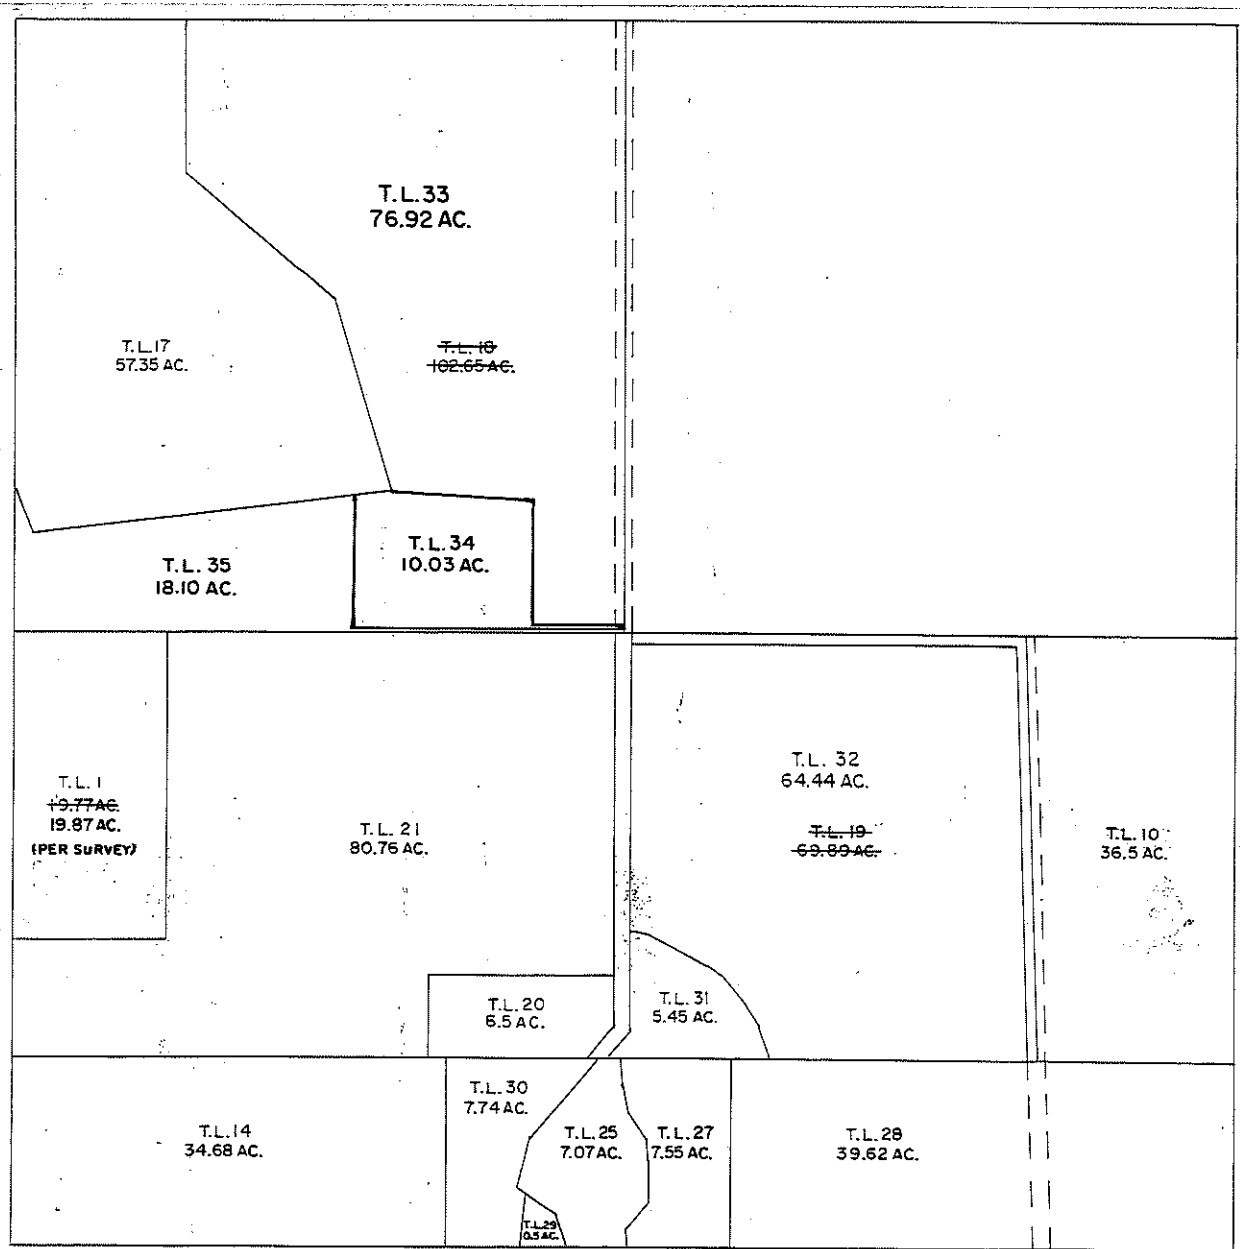 T.L.33
76.92 AC.
T.L.17
57.35 AC.
T.L. 18
102.65 AC.
T.L. 34
10.03 AC.
T.L. 35
18.10 AC.
T.L. 1
19.77 AC.
19.87 AC.
(PER SURVEY)
T.L. 21
80.76 AC.
T.L. 32
64.44 AC.
T.L. 19
69.89 AC.
T.L. 10
36.5 AC.
T.L. 20
6.5 AC.
T.L. 31
5.45 AC.
T.L. 30
7.74 AC.
T.L. 14
34.68 AC.
T.L. 25
7.07 AC.
T.L. 27
7.55 AC.
T.L. 28
39.62 AC.
T.L.29
0.5 AC.